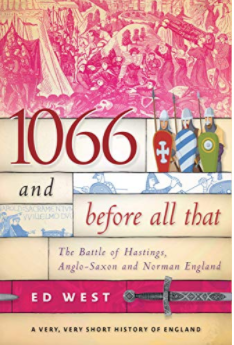 1066
and
before all that
The Battle of Hastings,
Anglo-Saxon and Norman England
ED WEST
A VERY, VERY SHORT HISTORY OF ENGLAND